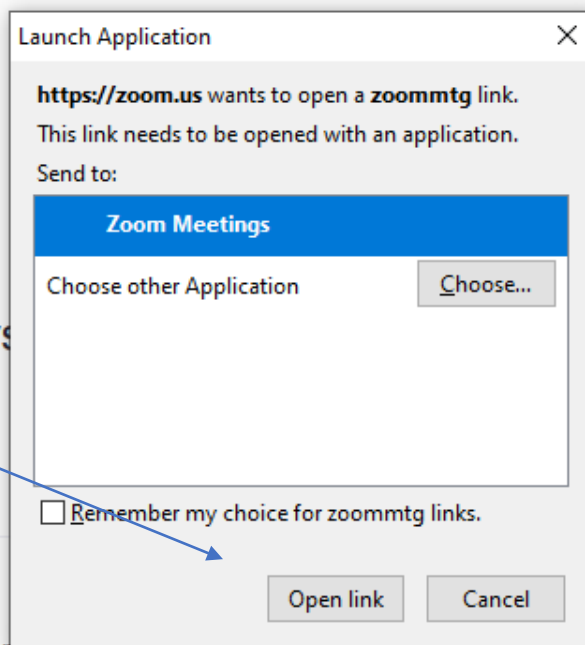 Launch Application
https://zoom.us wants to open a zoommtg link.
This link needs to be opened with an application.
Send to:
Zoom Meetings
Choose other Application
Choose...
Remember my choice for zoommtg links.
Open link
Cancel